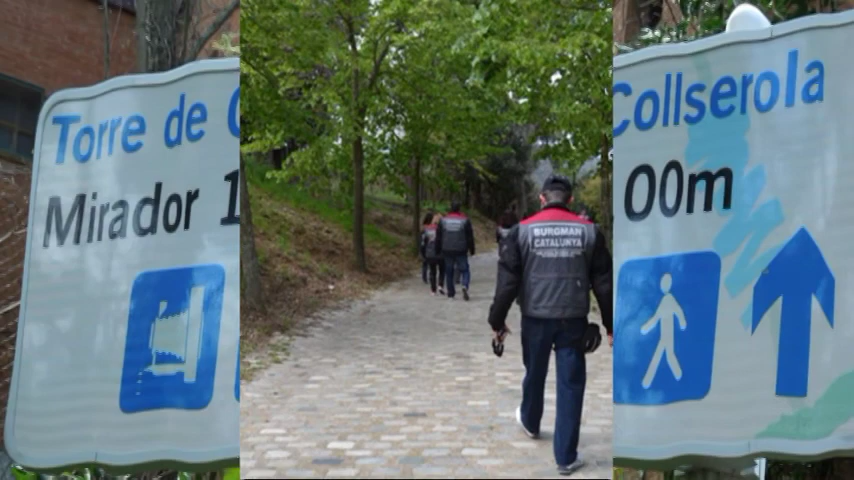 Torre de C
Collserola
Mirador 1
00m
BURGMAN
CATALUNYA